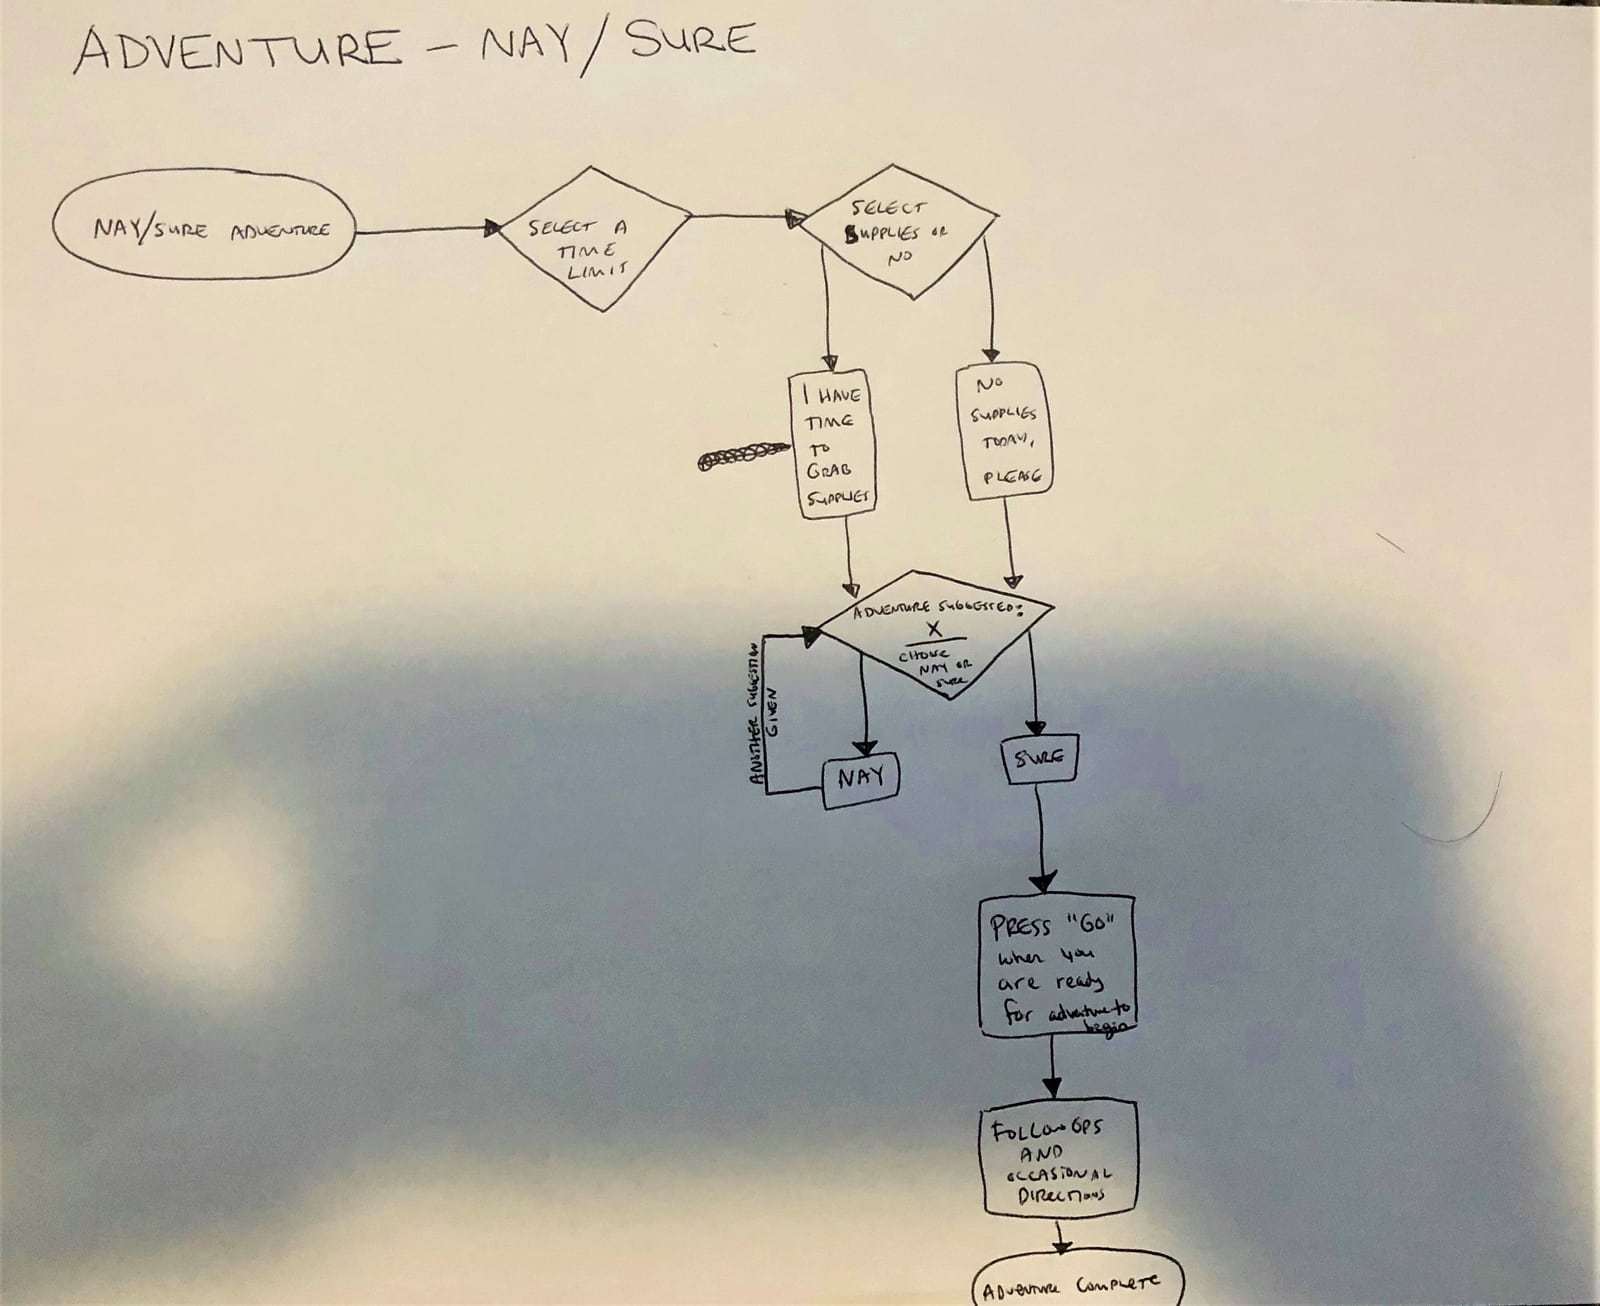 ADVENTURE - NAY/SURE
NAY/SURE ADVENTURE
SELECT A
TIME
LIMIT
SELECT
SUPPLIES OR
NO
I HAVE
TIME
TO
GRAB
SUPPLIES
NO
SUPPLIES
TODAY,
PLEASE
ADVENTURE SUGGESTED:
X
CHOOSE
NAY OR
SURE
ANOTHER SUGGESTION
GIVEN
NAY
SURE
PRESS "GO"
when you
are ready
for adventure to
begin
FOLLOW GPS
AND
OCCASIONAL
DIRECTIONS
ADVENTURE COMPLETE